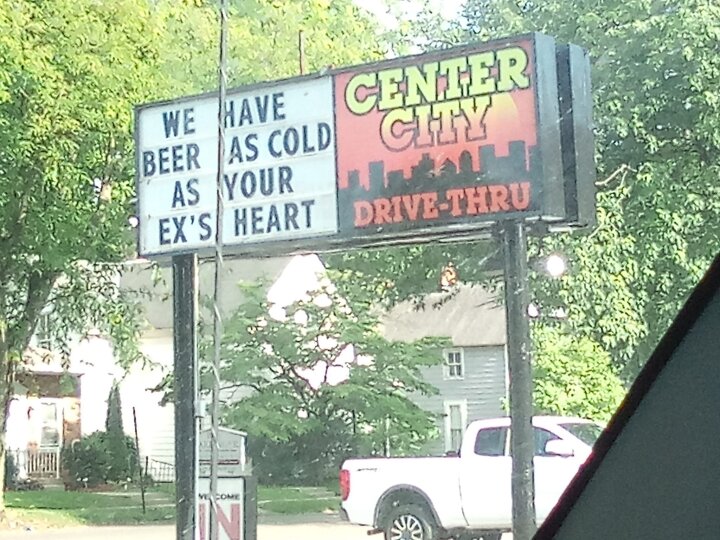 WE HAVE
BEER AS COLD
AS YOUR
EX'S HEART
CENTER
CITY
DRIVE-THRU
WELCOME
IN